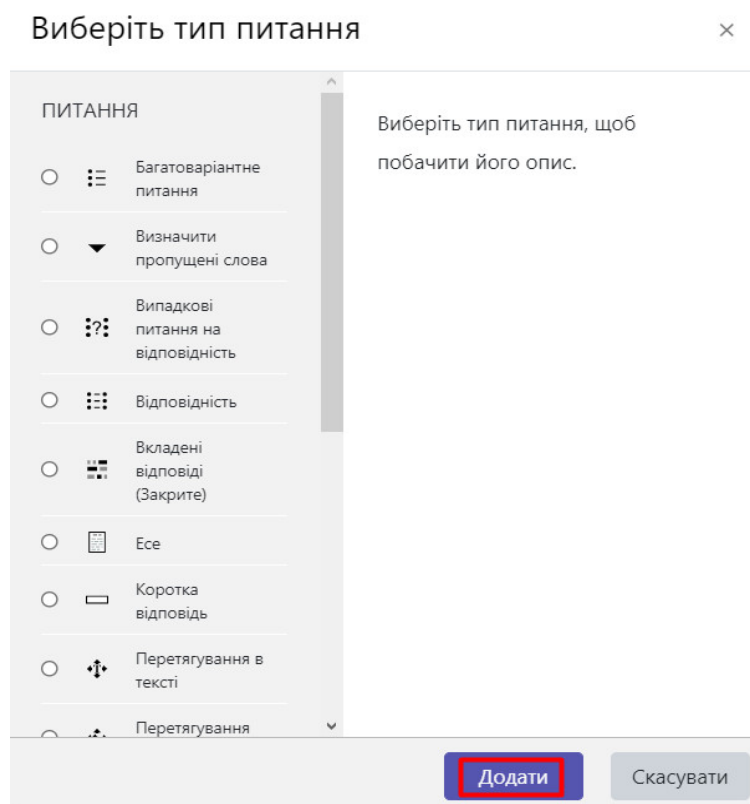 Виберіть тип питання
ПИТАННЯ
Багатоваріантне
питання
Визначити
пропущені слова
Випадкові
питання на
відповідність
Відповідність
Вкладені
відповіді
(Закрите)
Есе
Коротка
відповідь
Перетягування в
тексті
Перетягування
Виберіть тип питання, щоб
побачити його опис.
Додати
Скасувати